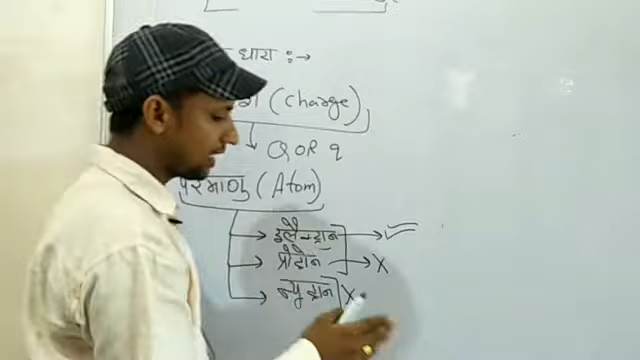 धारा :→
(Charge)
Q OR q
परमाणु (Atom)
इलैक्ट्रान → ✓
प्रोटोन → X
न्यूट्रान X